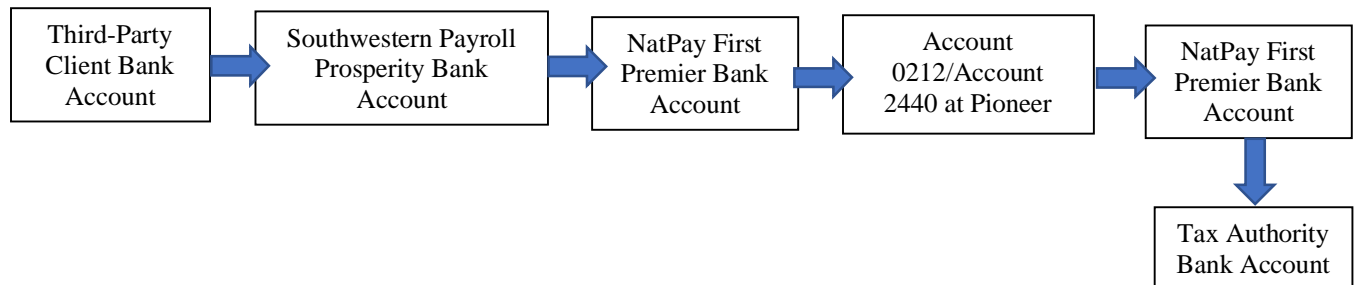 Third-Party
Client Bank
Account
Southwestern Payroll
Prosperity Bank
Account
NatPay First
Premier Bank
Account
Account
0212/Account
2440 at Pioneer
NatPay First
Premier Bank
Account
Tax Authority
Bank Account